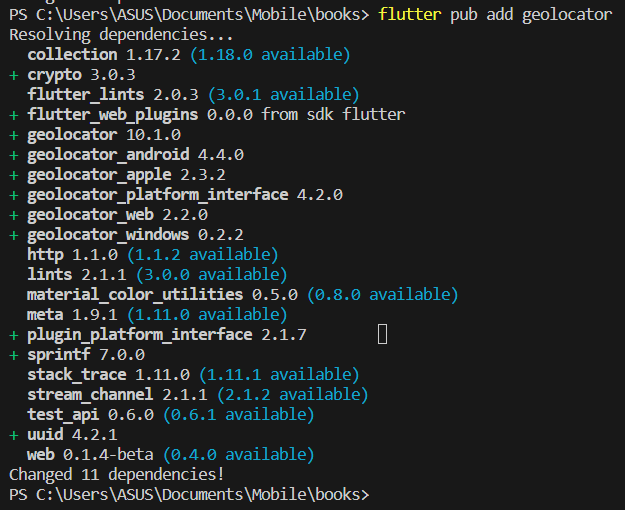 PS C:\Users\ASUS\Documents\Mobile\books> flutter pub add geolocator
Resolving dependencies...
  collection 1.17.2 (1.18.0 available)
+ crypto 3.0.3
  flutter_lints 2.0.3 (3.0.1 available)
+ flutter_web_plugins 0.0.0 from sdk flutter
+ geolocator 10.1.0
+ geolocator_android 4.4.0
+ geolocator_apple 2.3.2
+ geolocator_platform_interface 4.2.0
+ geolocator_web 2.2.0
+ geolocator_windows 0.2.2
  http 1.1.0 (1.1.2 available)
  lints 2.1.1 (3.0.0 available)
  material_color_utilities 0.5.0 (0.8.0 available)
  meta 1.9.1 (1.11.0 available)
+ plugin_platform_interface 2.1.7
+ sprintf 7.0.0
  stack_trace 1.11.0 (1.11.1 available)
  stream_channel 2.1.1 (2.1.2 available)
  test_api 0.6.0 (0.6.1 available)
+ uuid 4.2.1
  web 0.1.4-beta (0.4.0 available)
Changed 11 dependencies!
PS C:\Users\ASUS\Documents\Mobile\books>